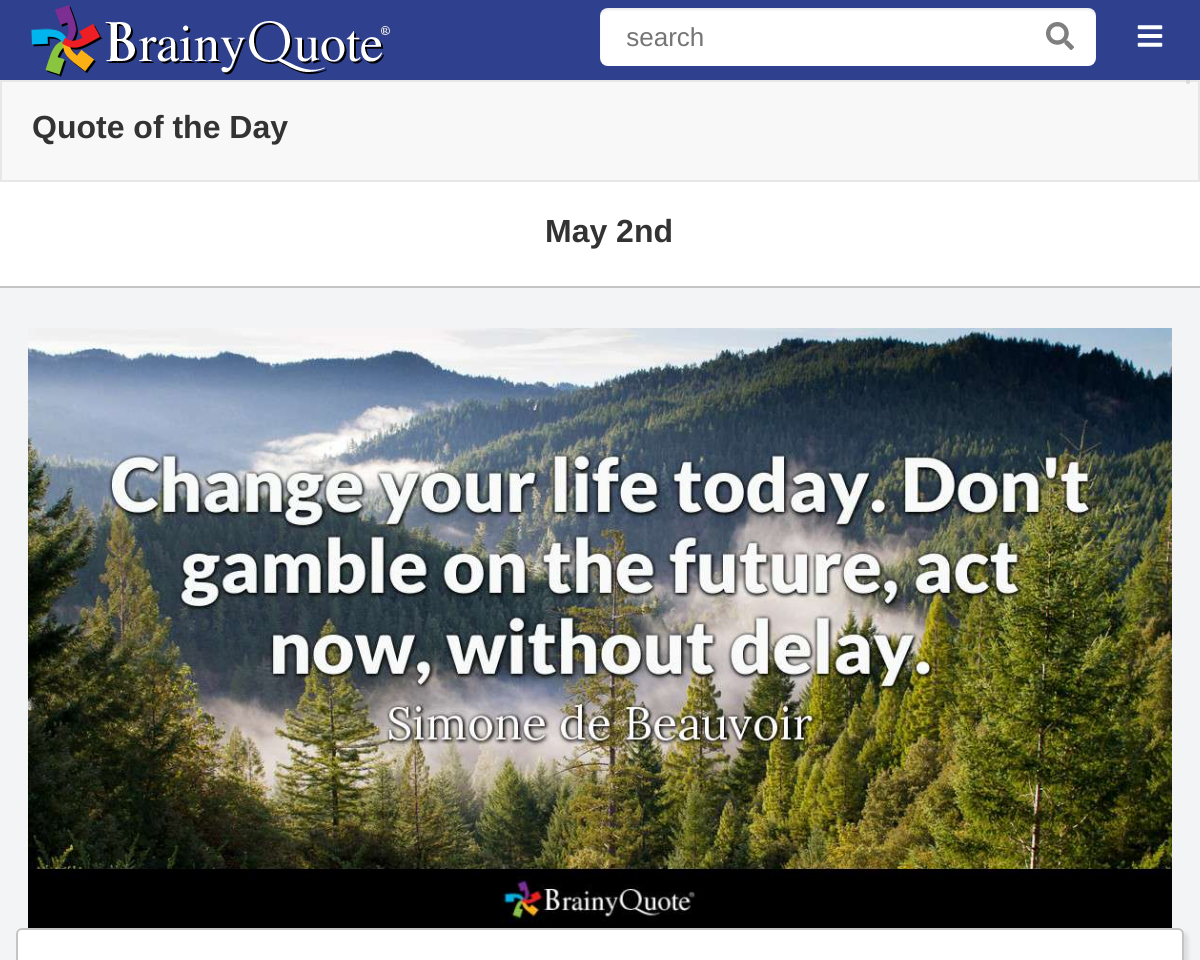 BrainyQuote®
search
Quote of the Day
May 2nd
Change your life today. Don't
gamble on the future, act
now, without delay.
Simone de Beauvoir
BrainyQuote®